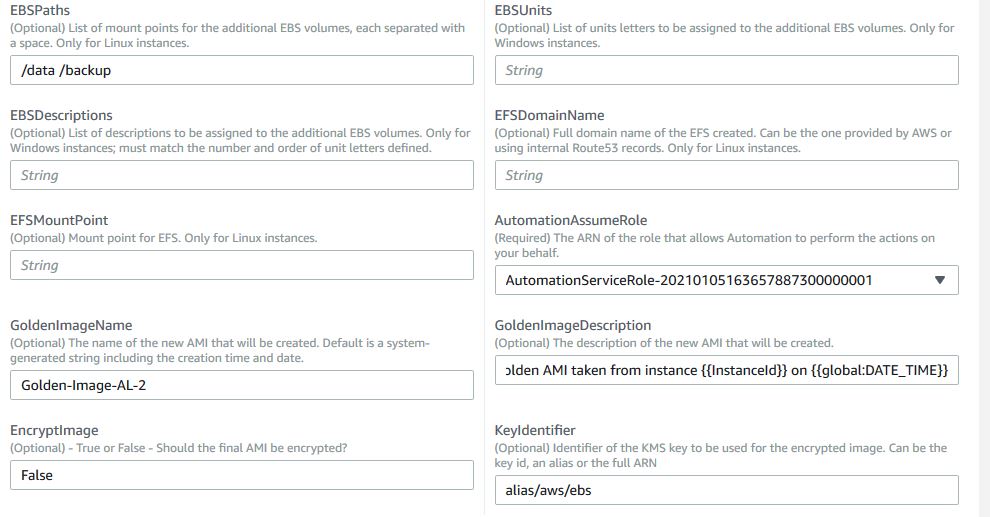 EBSPaths
(Optional) List of mount points for the additional EBS volumes, each separated with
a space. Only for Linux instances.
/data /backup
EBSUnits
(Optional) List of units letters to be assigned to the additional EBS volumes. Only for
Windows instances.
String
EBSDescriptions
(Optional) List of descriptions to be assigned to the additional EBS volumes. Only for
Windows instances; must match the number and order of unit letters defined.
String
EFSDomainName
(Optional) Full domain name of the EFS created. Can be the one provided by AWS or
using internal Route53 records. Only for Linux instances.
String
EFSMountPoint
(Optional) Mount point for EFS. Only for Linux instances.
String
AutomationAssumeRole
(Required) The ARN of the role that allows Automation to perform the actions on
your behalf.
AutomationServiceRole-20210105163657887300000001
GoldenImageName
(Optional) The name of the new AMI that will be created. Default is a system-
generated string including the creation time and date.
Golden-Image-AL-2
GoldenImageDescription
(Optional) The description of the new AMI that will be created.
olden AMI taken from instance {{InstanceId}} on {{global:DATE_TIME}}
EncryptImage
(Optional) - True or False - Should the final AMI be encrypted?
False
KeyIdentifier
(Optional) Identifier of the KMS key to be used for the encrypted image. Can be the
key id, an alias or the full ARN
alias/aws/ebs